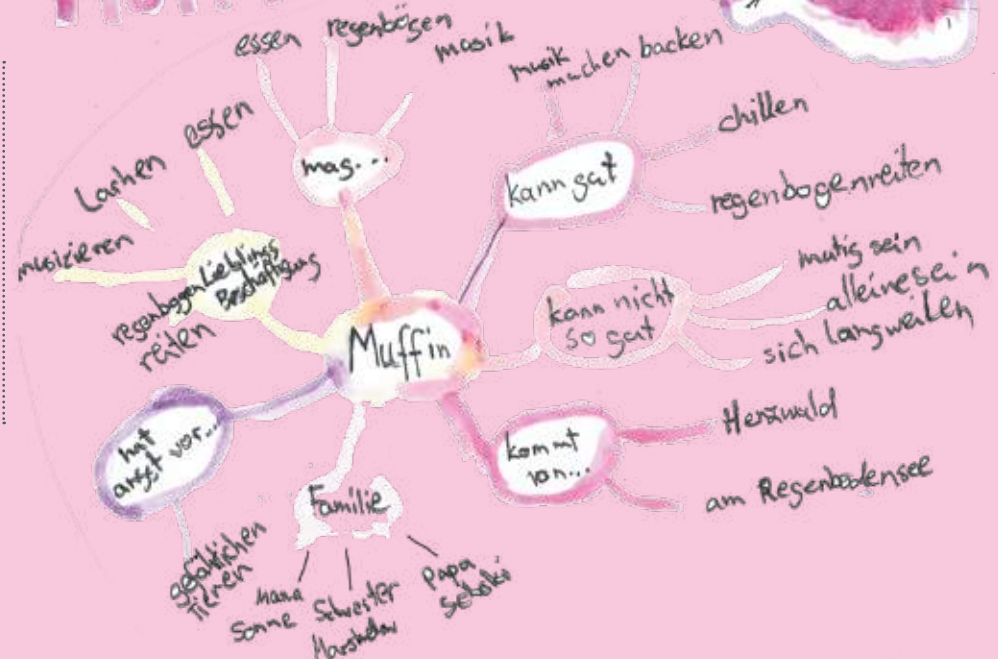 essen
regenbögen
musik
mag...
musik
machen
backen
chillen
regenbogenreiten
kann gut
Lachen
essen
musizieren
regenbogen
reiten
Lieblings
Beschäftigung
Muffin
kann nicht
so gut
mutig sein
alleine sein
sich langweilen
kommt
von...
Herzwald
am Regenbodensee
hat
angst vor...
gefährlichen
Tieren
Familie
Mama
Sonne
Schwester
Papa